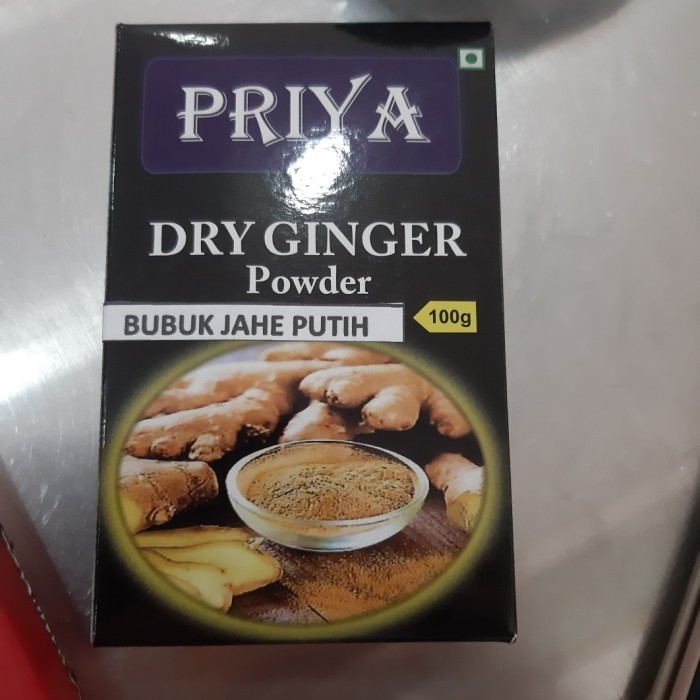 PRIYA
DRY GINGER
Powder
BUBUK JAHE PUTIH
100g